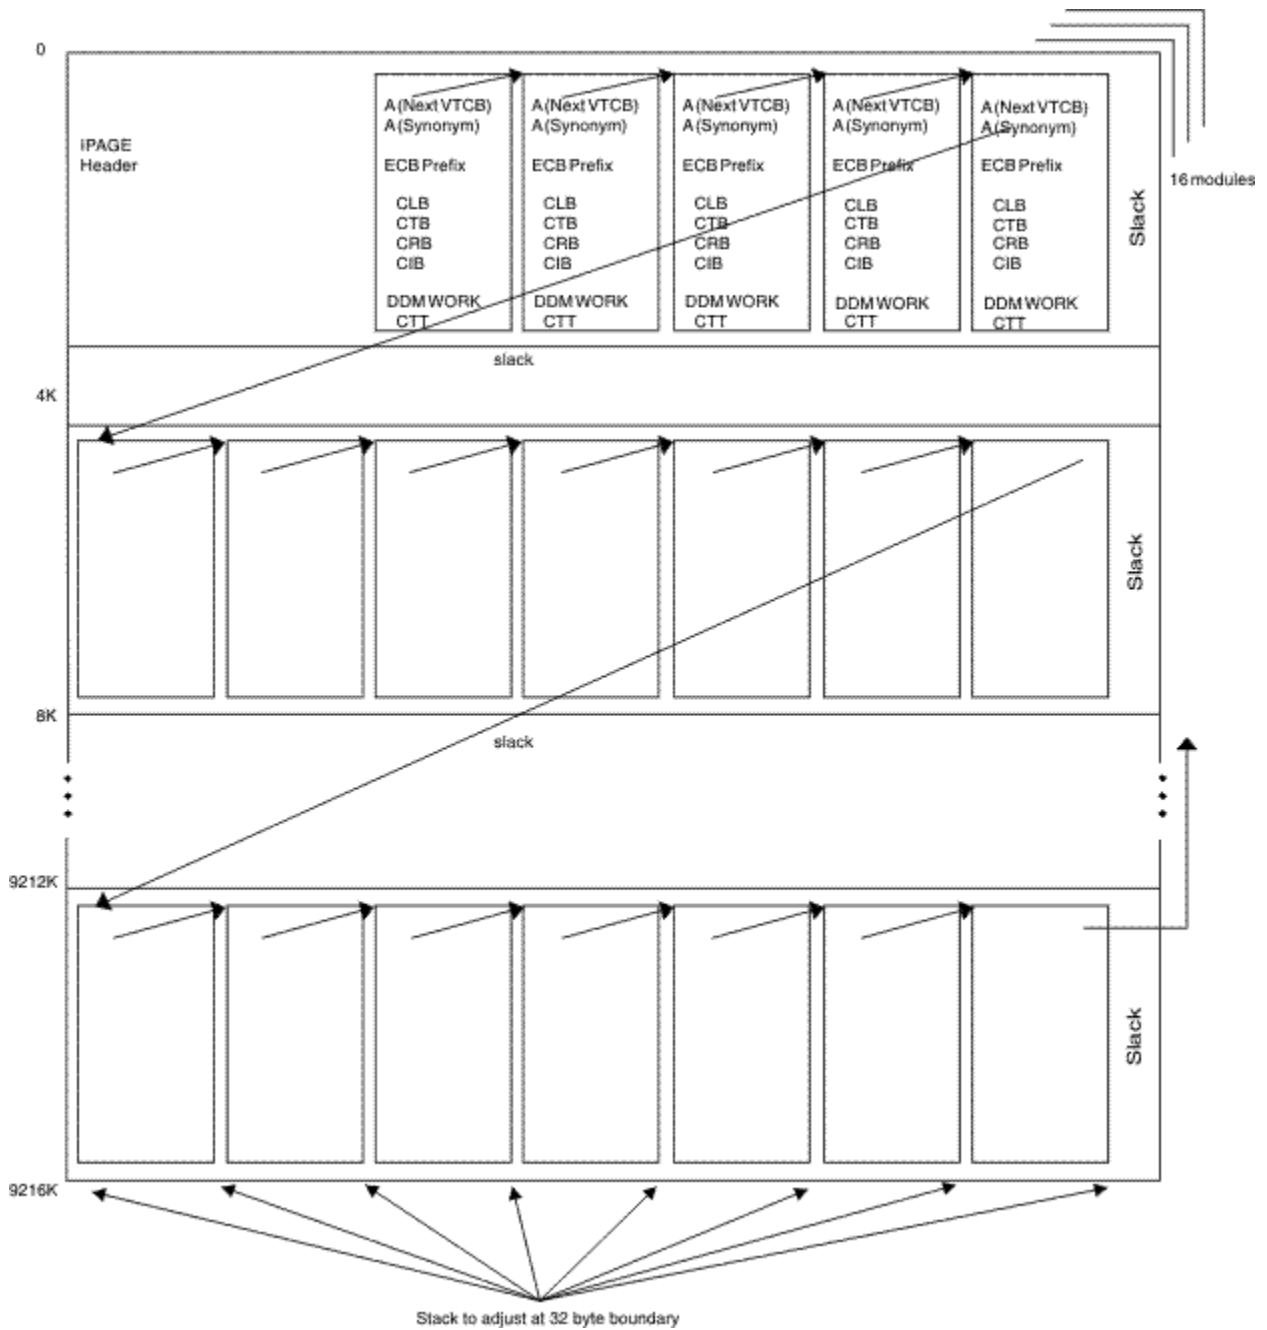 0
iPAGE
Header
A(Next VTCB)
A(Synonym)
ECB Prefix
CLB
CTB
CRB
CIB
DDM WORK
CTT
A(Next VTCB)
A(Synonym)
ECB Prefix
CLB
CTB
CRB
CIB
DDM WORK
CTT
A(Next VTCB)
A(Synonym)
ECB Prefix
CLB
CTB
CRB
CIB
DDM WORK
CTT
A(Next VTCB)
A(Synonym)
ECB Prefix
CLB
CTB
CRB
CIB
DDM WORK
CTT
A(Next VTCB)
A(Synonym)
ECB Prefix
CLB
CTB
CRB
CIB
DDM WORK
CTT
Slack
16 modules
slack
4K
Slack
8K
slack
9212K
Slack
9216K
Stack to adjust at 32 byte boundary